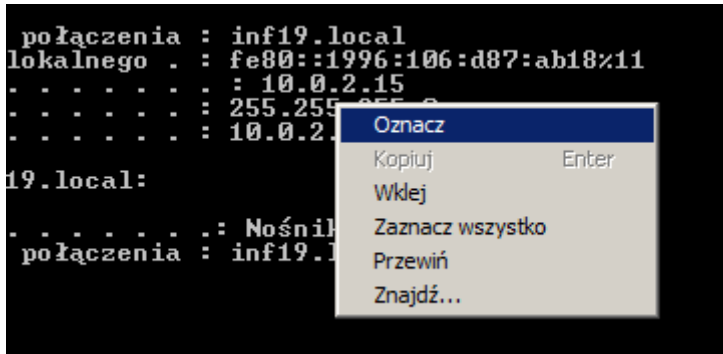 połączenia : inf19.local
lokalnego . : fe80::1996:106:d87:ab18%11
. . . . . . . : 10.0.2.15
. . . . . . : 255.255
. . . . . . : 10.0.2.
19.local:
. . . . . . .: Nośnik
połączenia : inf19.
Oznacz
Kopiuj Enter
Wklej
Zaznacz wszystko
Przewiń
Znajdź...